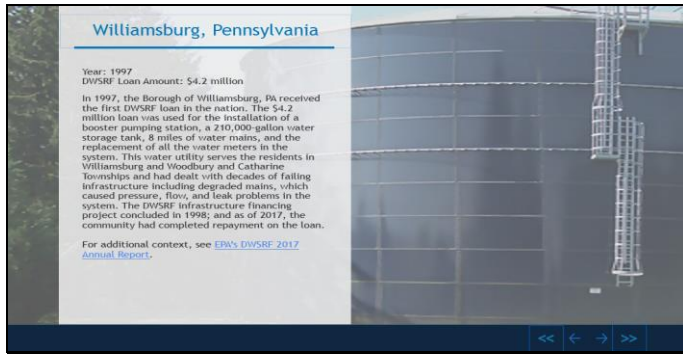 Williamsburg, Pennsylvania
Year: 1997
DWSRF Loan Amount: $4.2 million
In 1997, the Borough of Williamsburg, PA received
the first DWSRF loan in the nation. The $4.2
million loan was used for the installation of a
booster pumping station, a 210,000-gallon water
storage tank, 8 miles of water mains, and the
replacement of all the water meters in the
system. This water utility serves the residents in
Williamsburg and Woodbury and Catharine
Townships and had dealt with decades of failing
infrastructure including degraded mains, which
caused pressure, flow, and leak problems in the
system. The DWSRF infrastructure financing
project concluded in 1998; and as of 2017, the
community had completed repayment on the loan.
For additional context, see EPA's DWSRF 2017
Annual Report.
<< ← → >>